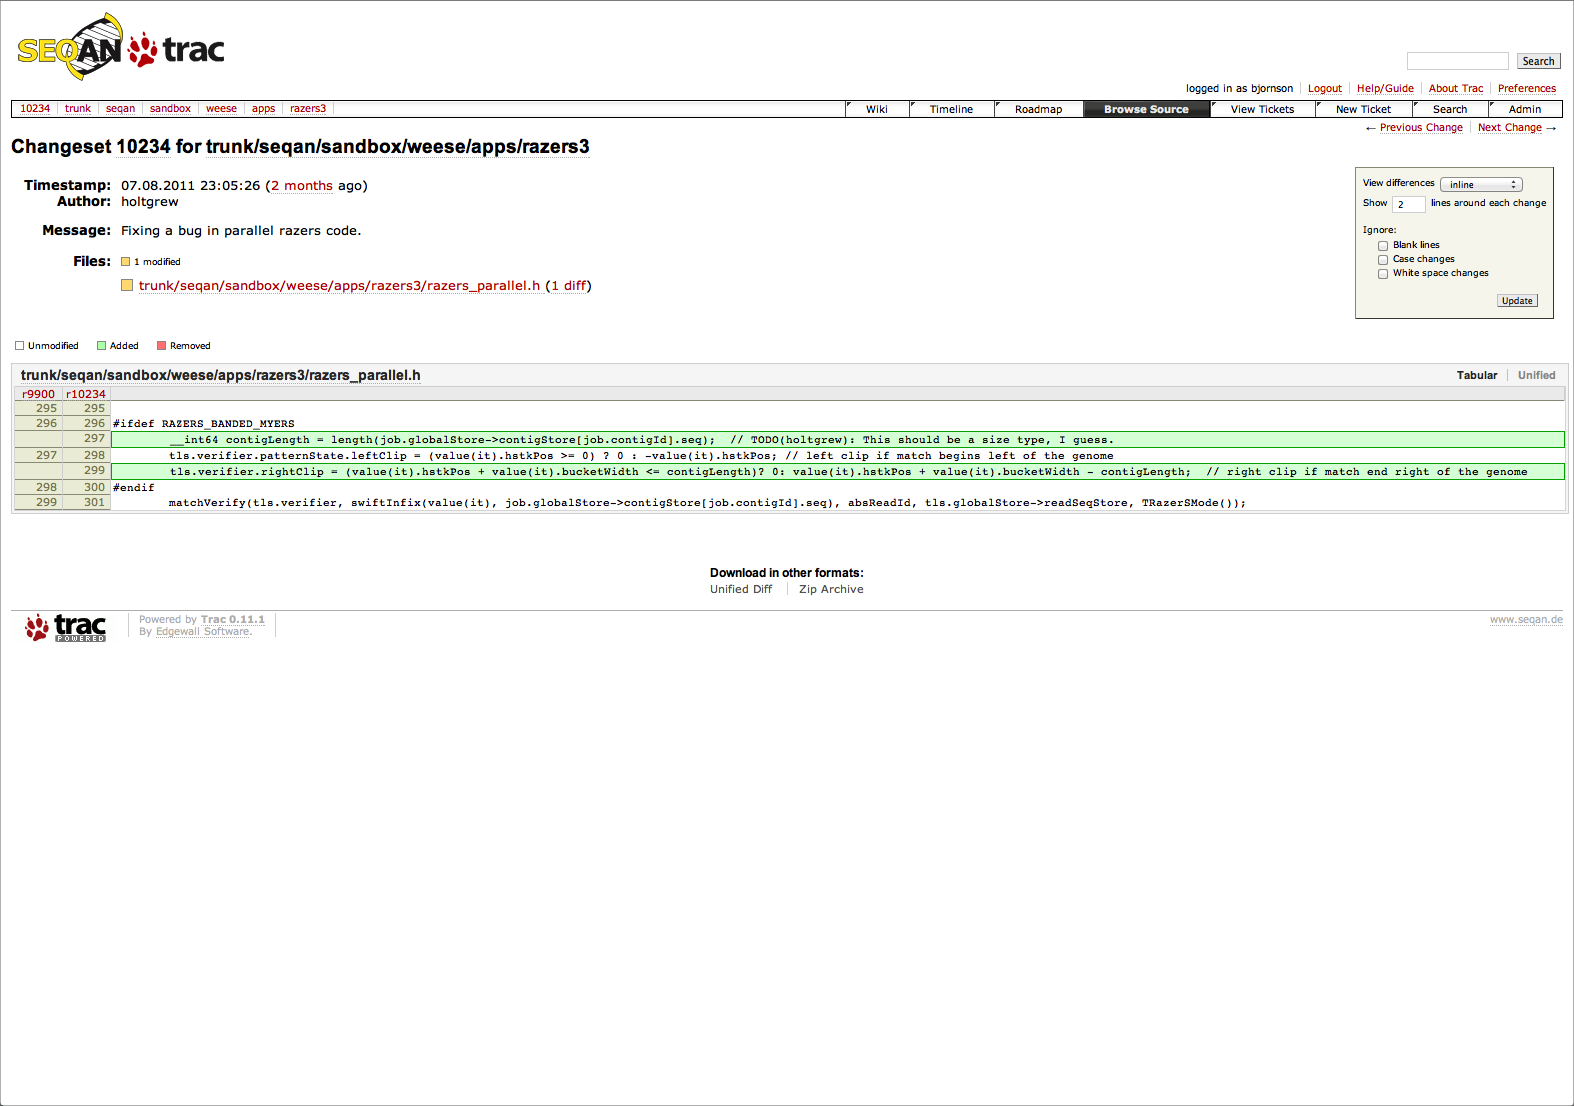 SEQAN trac
Search
logged in as bjornson Logout Help/Guide About Trac Preferences
10234 trunk seqan sandbox weese apps razers3 Wiki Timeline Roadmap Browse Source View Tickets New Ticket Search Admin
← Previous Change Next Change →
Changeset 10234 for trunk/seqan/sandbox/weese/apps/razers3
Timestamp: 07.08.2011 23:05:26 (2 months ago)
Author: holtgrew
Message: Fixing a bug in parallel razers code.
Files: 1 modified
trunk/seqan/sandbox/weese/apps/razers3/razers_parallel.h (1 diff)
View differences inline
Show 2 lines around each change
Ignore:
Blank lines
Case changes
White space changes
Update
Unmodified Added Removed
trunk/seqan/sandbox/weese/apps/razers3/razers_parallel.h Tabular Unified
r9900 r10234
295 295
296 296 #ifdef RAZERS_BANDED_MYERS
297 __int64 contigLength = length(job.globalStore->contigStore[job.contigId].seq); // TODO(holtgrew): This should be a size type, I guess.
297 298 tls.verifier.patternState.leftClip = (value(it).hstkPos >= 0) ? 0 : -value(it).hstkPos; // left clip if match begins left of the genome
299 tls.verifier.rightClip = (value(it).hstkPos + value(it).bucketWidth <= contigLength)? 0: value(it).hstkPos + value(it).bucketWidth - contigLength; // right clip if match end right of the genome
298 300 #endif
299 301 matchVerify(tls.verifier, swiftInfix(value(it), job.globalStore->contigStore[job.contigId].seq), absReadId, tls.globalStore->readSeqStore, TRazerSMode());
Download in other formats:
Unified Diff Zip Archive
trac POWERED
Powered by Trac 0.11.1
By Edgewall Software.
www.seqan.de